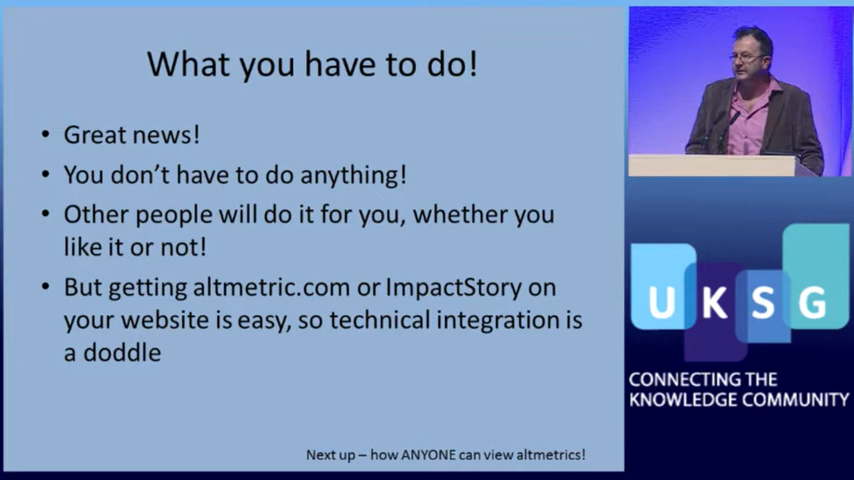 What you have to do!
• Great news!
• You don't have to do anything!
• Other people will do it for you, whether you
like it or not!
• But getting altmetric.com or ImpactStory on
your website is easy, so technical integration is
a doddle
Next up – how ANYONE can view altmetrics!
UKSG
CONNECTING THE
KNOWLEDGE COMMUNITY